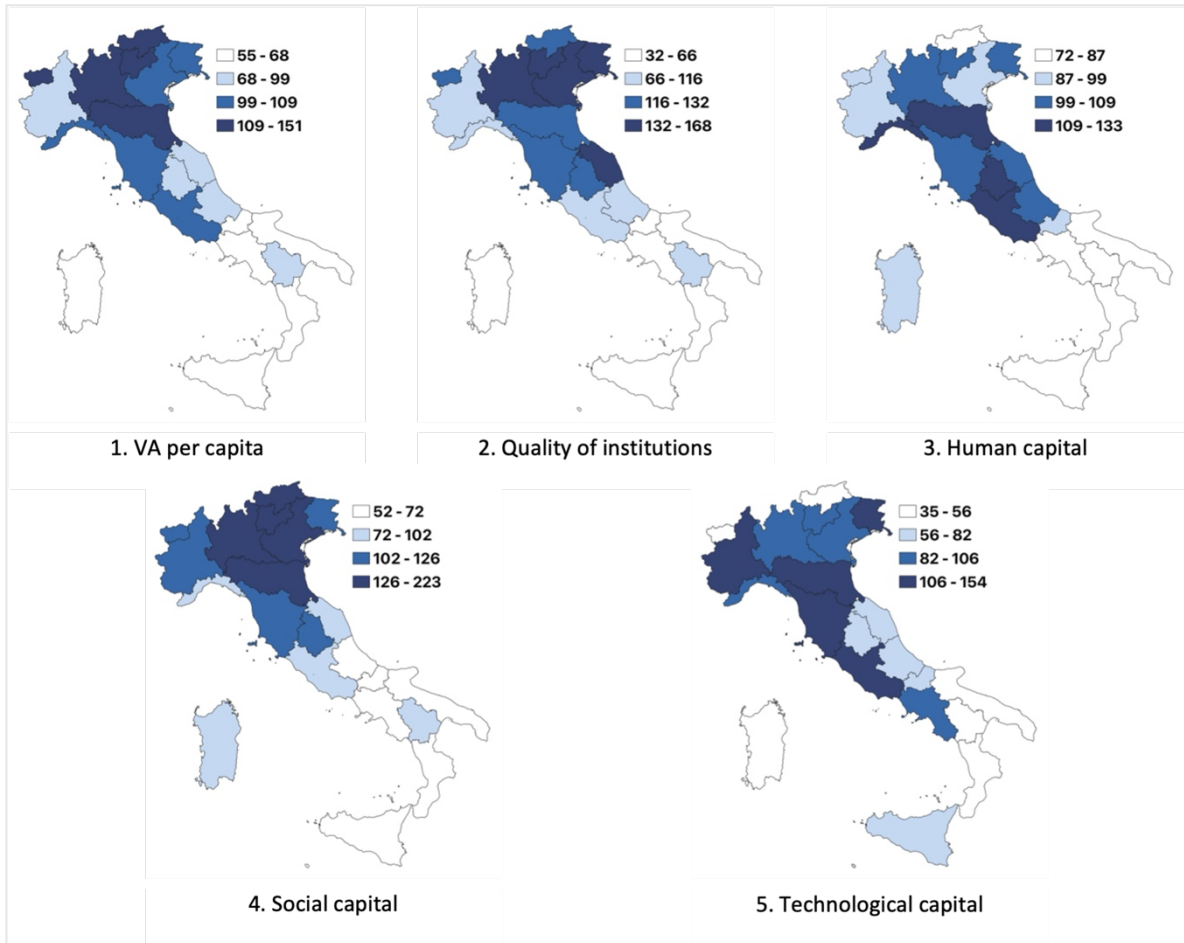 55 - 68
68 - 99
99 - 109
109 - 151
1. VA per capita
32 - 66
66 - 116
116 - 132
132 - 168
2. Quality of institutions
72 - 87
87 - 99
99 - 109
109 - 133
3. Human capital
52 - 72
72 - 102
102 - 126
126 - 223
4. Social capital
35 - 56
56 - 82
82 - 106
106 - 154
5. Technological capital